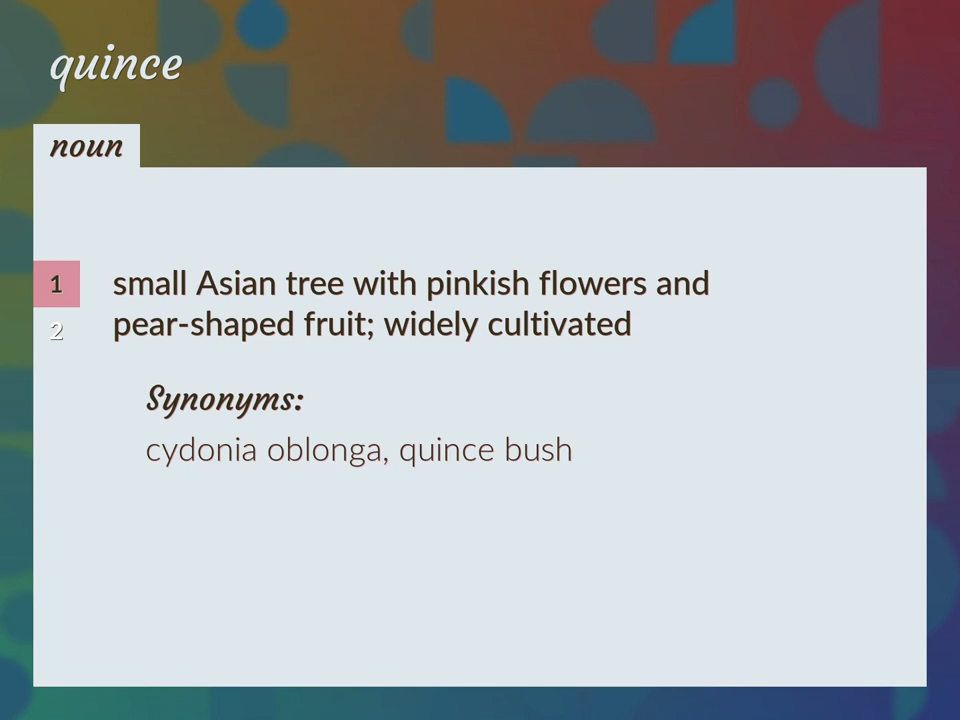 quince
noun
1
small Asian tree with pinkish flowers and
2
pear-shaped fruit; widely cultivated
Synonyms:
cydonia oblonga, quince bush